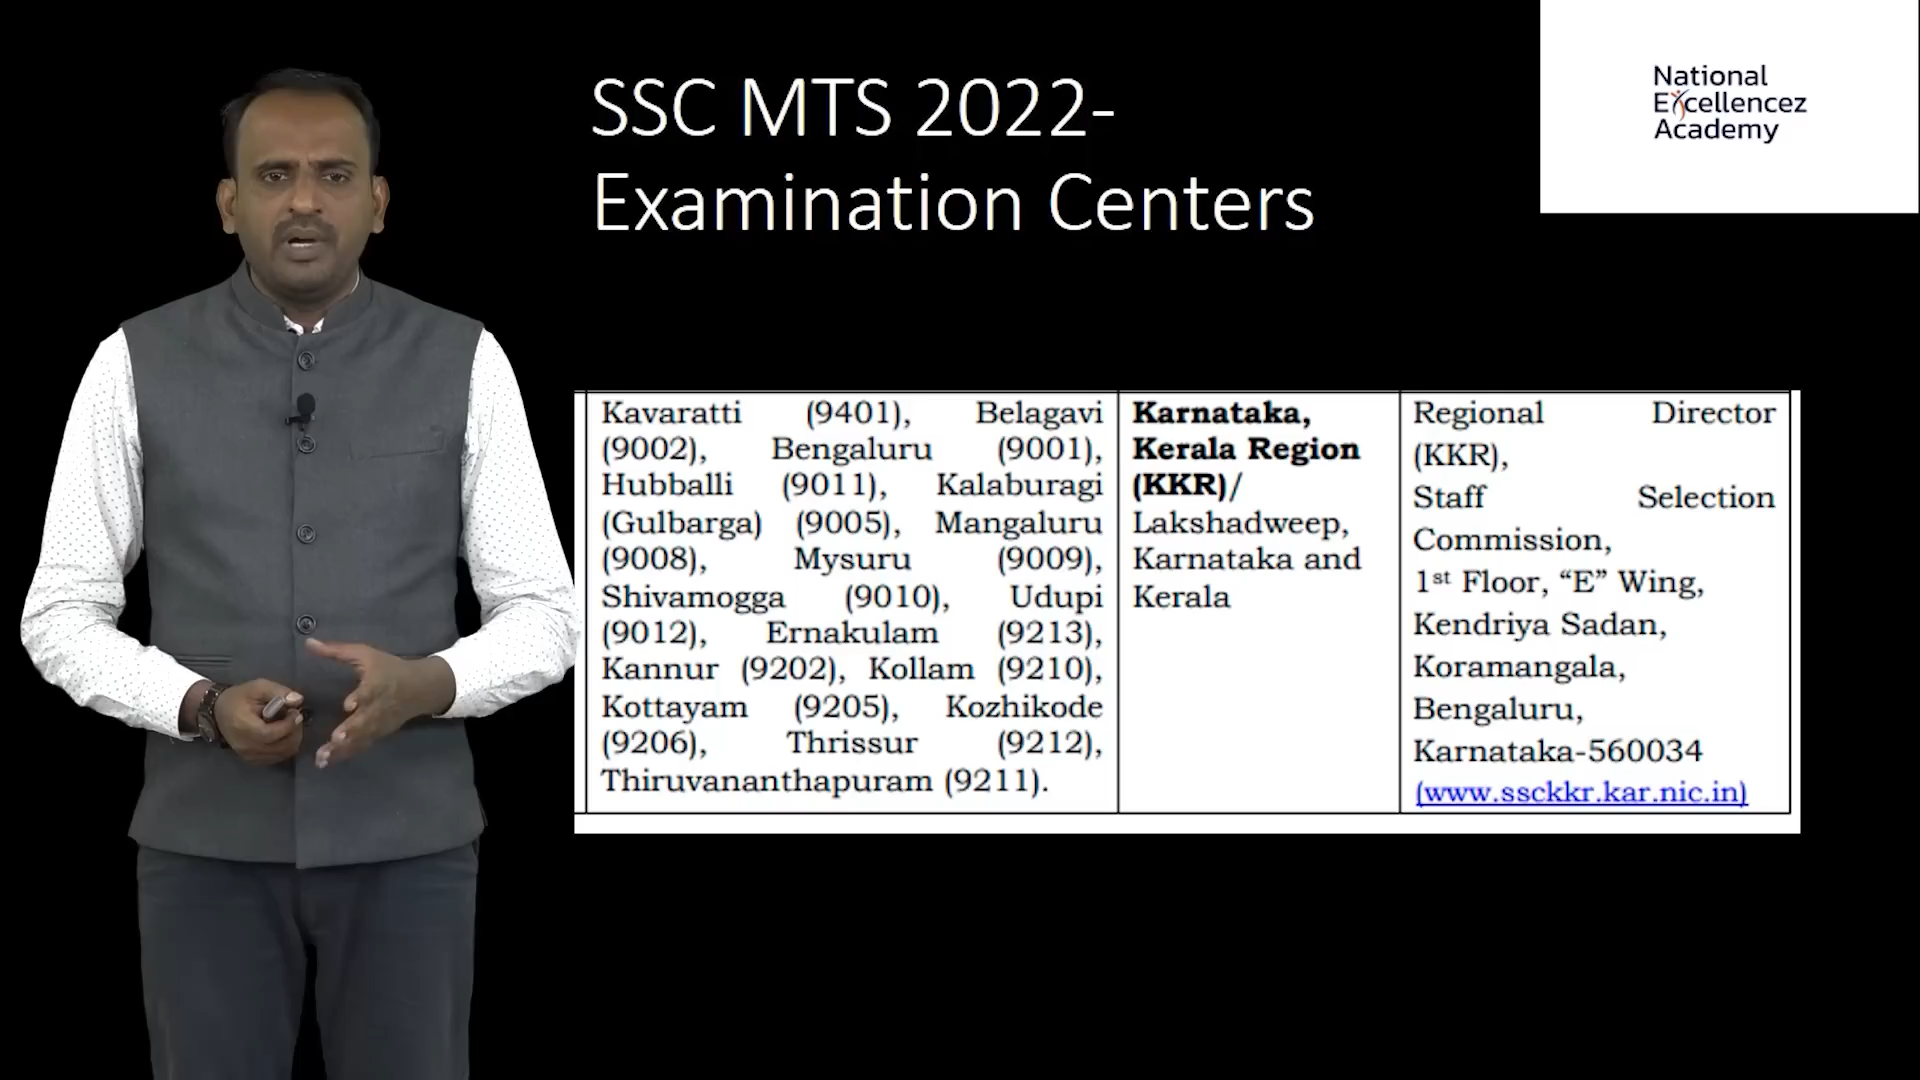 SSC MTS 2022-
Examination Centers
National
Excellencez
Academy
Kavaratti (9401), Belagavi
(9002), Bengaluru (9001),
Hubballi (9011), Kalaburagi
(Gulbarga) (9005), Mangaluru
(9008), Mysuru (9009),
Shivamogga (9010), Udupi
(9012), Ernakulam (9213),
Kannur (9202), Kollam (9210),
Kottayam (9205), Kozhikode
(9206), Thrissur (9212),
Thiruvananthapuram (9211).
Karnataka,
Kerala Region
(KKR)/
Lakshadweep,
Karnataka and
Kerala
Regional Director
(KKR),
Staff Selection
Commission,
1st Floor, “E” Wing,
Kendriya Sadan,
Koramangala,
Bengaluru,
Karnataka-560034
(www.ssckkr.kar.nic.in)